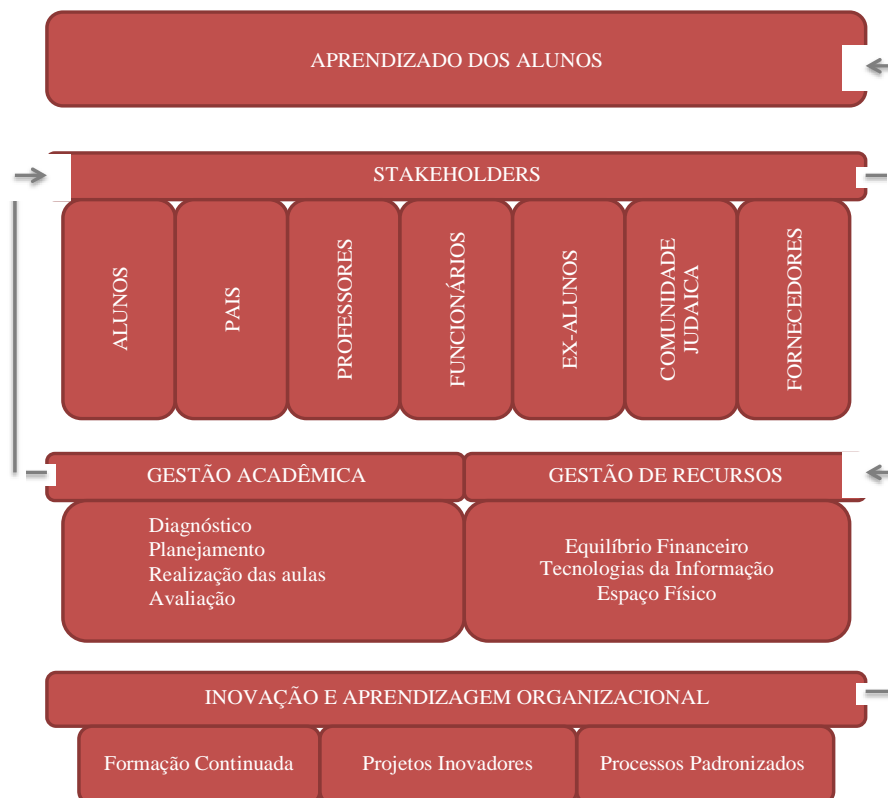 APRENDIZADO DOS ALUNOS
STAKEHOLDERS
ALUNOS
PAIS
PROFESSORES
FUNCIONÁRIOS
EX-ALUNOS
COMUNIDADE
JUDAICA
FORNECEDORES
GESTÃO ACADÊMICA
Diagnóstico
Planejamento
Realização das aulas
Avaliação
GESTÃO DE RECURSOS
Equilíbrio Financeiro
Tecnologias da Informação
Espaço Físico
INOVAÇÃO E APRENDIZAGEM ORGANIZACIONAL
Formação Continuada
Projetos Inovadores
Processos Padronizados